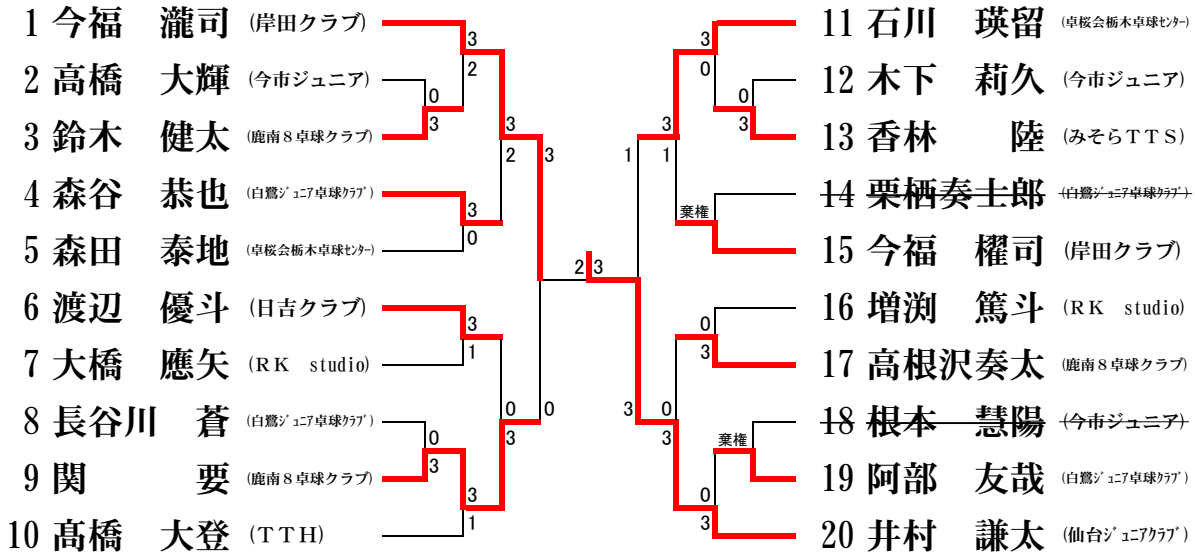 1 今福　瀧司 (岸田クラブ)
2 高橋　大輝 (今市ジュニア)
3 鈴木　健太 (鹿南８卓球クラブ)
4 森谷　恭也 (白鷺ｼﾞｭﾆｱ卓球ｸﾗﾌﾞ)
5 森田　泰地 (卓桜会栃木卓球ｾﾝﾀｰ)
6 渡辺　優斗 (日吉クラブ)
7 大橋　應矢 (ＲＫ　studio)
8 長谷川　蒼 (白鷺ｼﾞｭﾆｱ卓球ｸﾗﾌﾞ)
9 関　　　要 (鹿南８卓球クラブ)
10 髙橋　大登 (ＴＴＨ)
3
2
0
3
3
2
3
0
3
3
1
0
3
0
3
3
1
0
2 3
11 石川　瑛留 (卓桜会栃木卓球ｾﾝﾀｰ)
12 木下　莉久 (今市ジュニア)
13 香林　　陸 (みそらＴＴＳ)
14 栗栖奏士郎 (白鷺ｼﾞｭﾆｱ卓球ｸﾗﾌﾞ)
15 今福　櫂司 (岸田クラブ)
16 増渕　篤斗 (ＲＫ　studio)
17 高根沢奏太 (鹿南８卓球クラブ)
18 根本　慧陽 (今市ジュニア)
19 阿部　友哉 (白鷺ｼﾞｭﾆｱ卓球ｸﾗﾌﾞ)
20 井村　謙太 (仙台ｼﾞｭﾆｱｸﾗﾌﾞ)
3
0
0
3
3
1
1
棄権
0
3
3
0
3
棄権
0
3